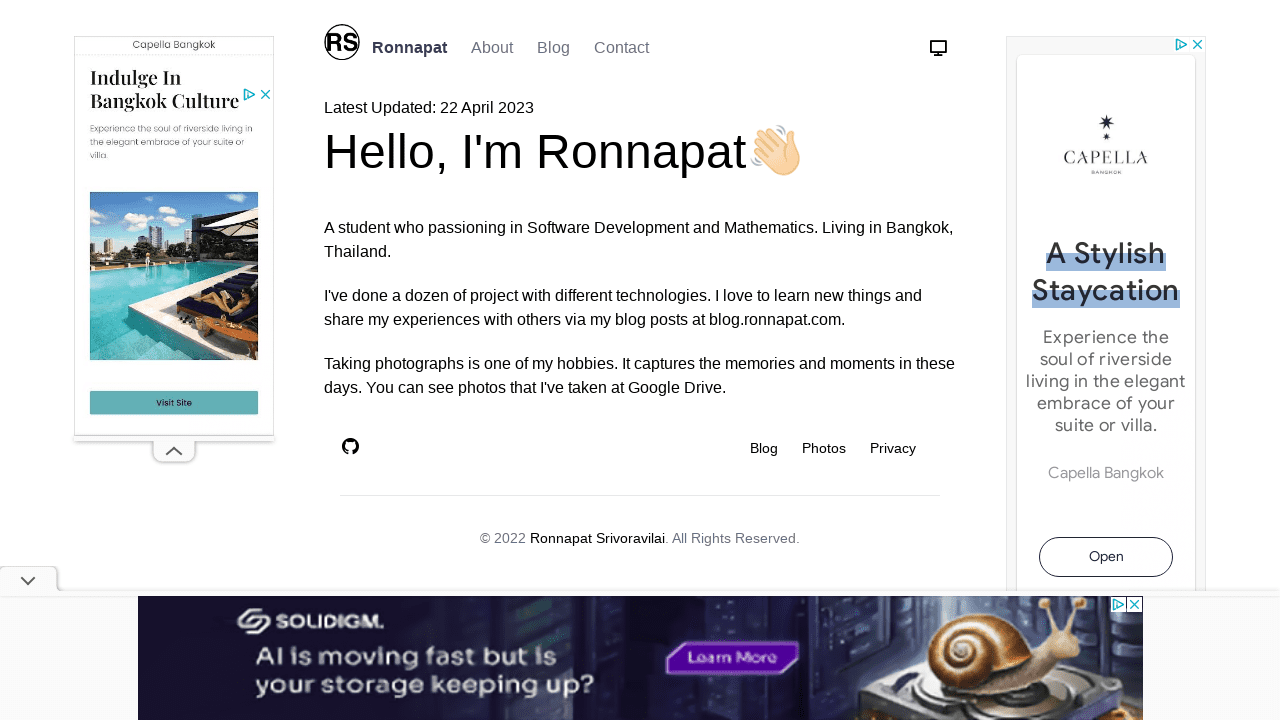 RS Ronnapat About Blog Contact
Latest Updated: 22 April 2023
Hello, I'm Ronnapat👋🏻
A student who passioning in Software Development and Mathematics. Living in Bangkok,
Thailand.
I've done a dozen of project with different technologies. I love to learn new things and
share my experiences with others via my blog posts at blog.ronnapat.com.
Taking photographs is one of my hobbies. It captures the memories and moments in these
days. You can see photos that I've taken at Google Drive.
Blog Photos Privacy
© 2022 Ronnapat Srivoravilai. All Rights Reserved.
Capella Bangkok
Indulge In
Bangkok Culture
Experience the soul of riverside living in
the elegant embrace of your suite or
villa.
Visit Site
CAPELLA
BANGKOK
A Stylish
Staycation
Experience the
soul of riverside
living in the elegant
embrace of your
suite or villa.
Capella Bangkok
Open
SOLIDIGM.
AI is moving fast but is
your storage keeping up?
Learn More